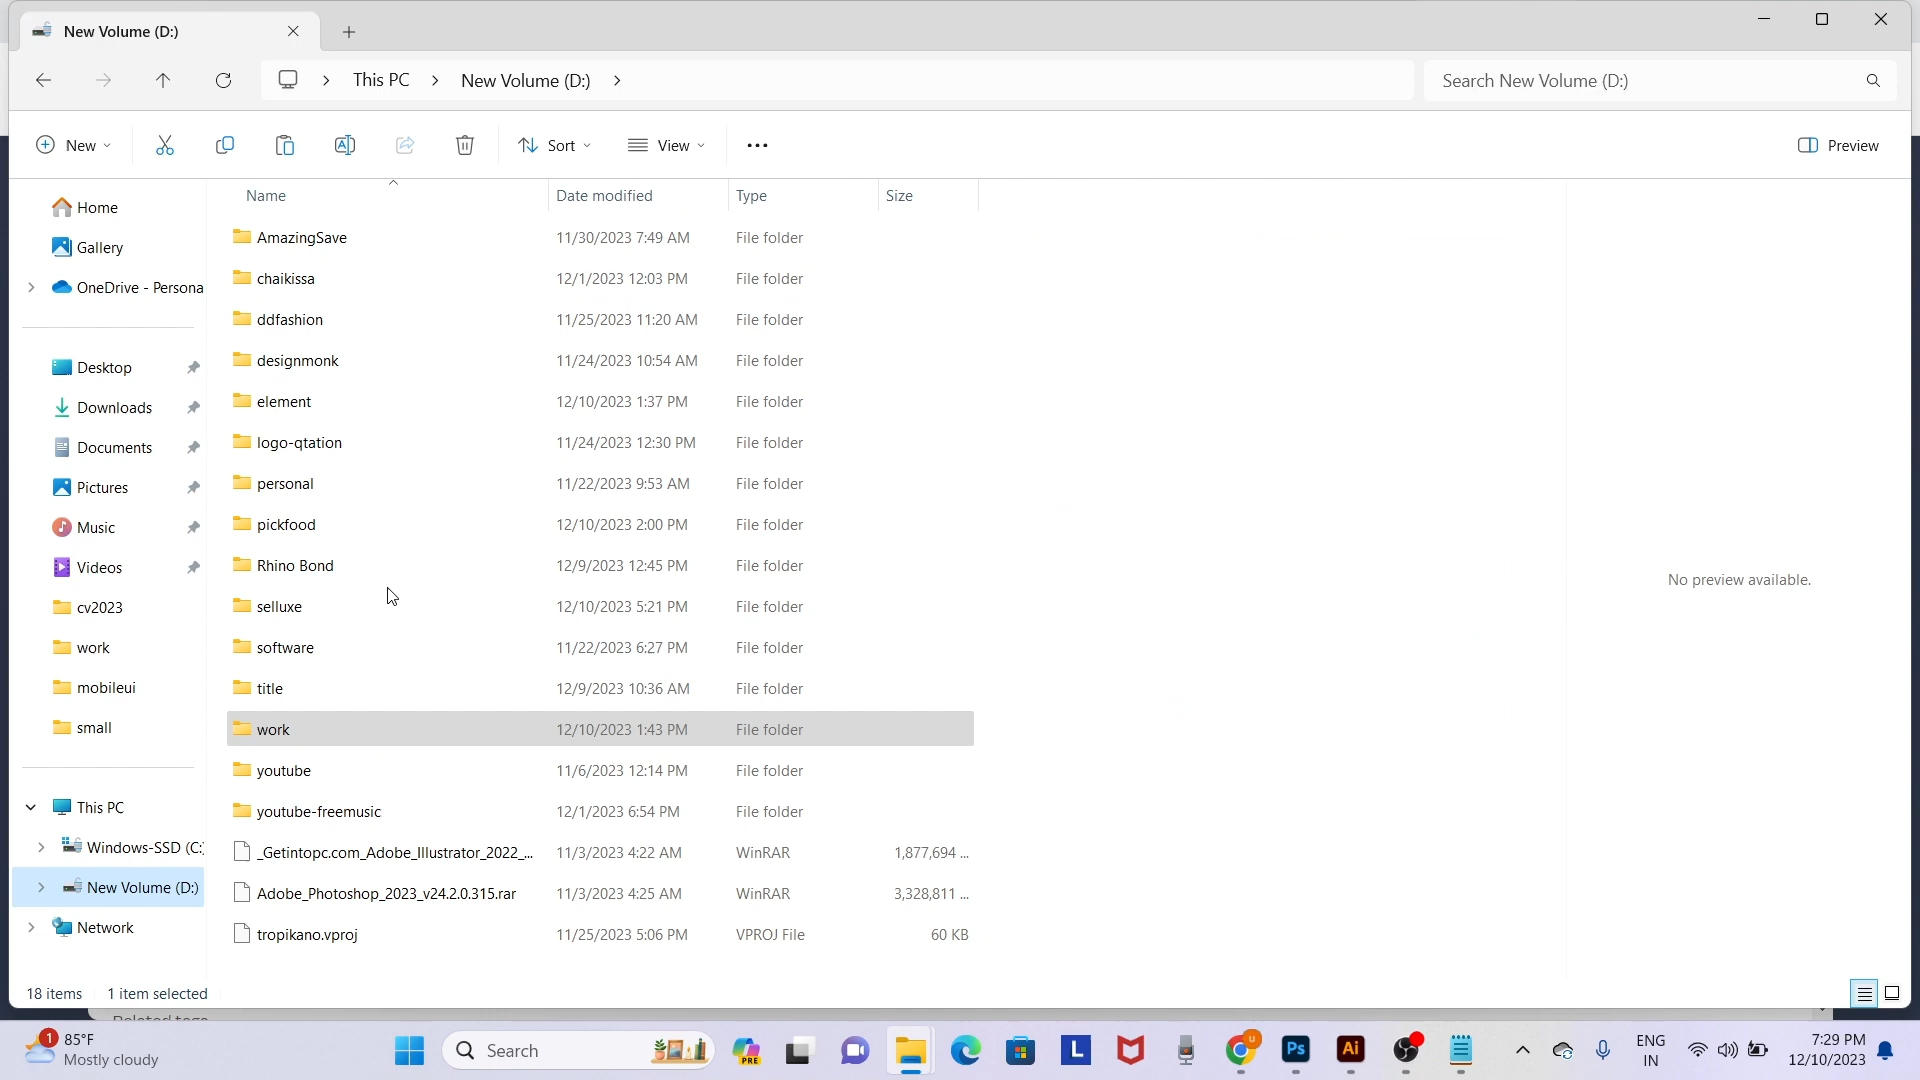 New Volume (D:)
This PC
New Volume (D:)
Search New Volume (D:)
New
Sort
View
Preview
Name
Date modified
Type
Size
Home
Gallery
OneDrive - Persona
Desktop
Downloads
Documents
Pictures
Music
Videos
cv2023
work
mobileui
small
This PC
Windows-SSD (C:)
New Volume (D:)
Network
AmazingSave 11/30/2023 7:49 AM File folder
chaikissa 12/1/2023 12:03 PM File folder
ddfashion 11/25/2023 11:20 AM File folder
designmonk 11/24/2023 10:54 AM File folder
element 12/10/2023 1:37 PM File folder
logo-qtation 11/24/2023 12:30 PM File folder
personal 11/22/2023 9:53 AM File folder
pickfood 12/10/2023 2:00 PM File folder
Rhino Bond 12/9/2023 12:45 PM File folder
selluxe 12/10/2023 5:21 PM File folder
software 11/22/2023 6:27 PM File folder
title 12/9/2023 10:36 AM File folder
work 12/10/2023 1:43 PM File folder
youtube 11/6/2023 12:14 PM File folder
youtube-freemusic 12/1/2023 6:54 PM File folder
_Getintopc.com_Adobe_Illustrator_2022_... 11/3/2023 4:22 AM WinRAR 1,877,694 ...
Adobe_Photoshop_2023_v24.2.0.315.rar 11/3/2023 4:25 AM WinRAR 3,328,811 ...
tropikano.vproj 11/25/2023 5:06 PM VPROJ File 60 KB
No preview available.
18 items 1 item selected
1
85°F
Mostly cloudy
Search
PRE
L
U
Ps
Ai
ENG
IN
7:29 PM
12/10/2023